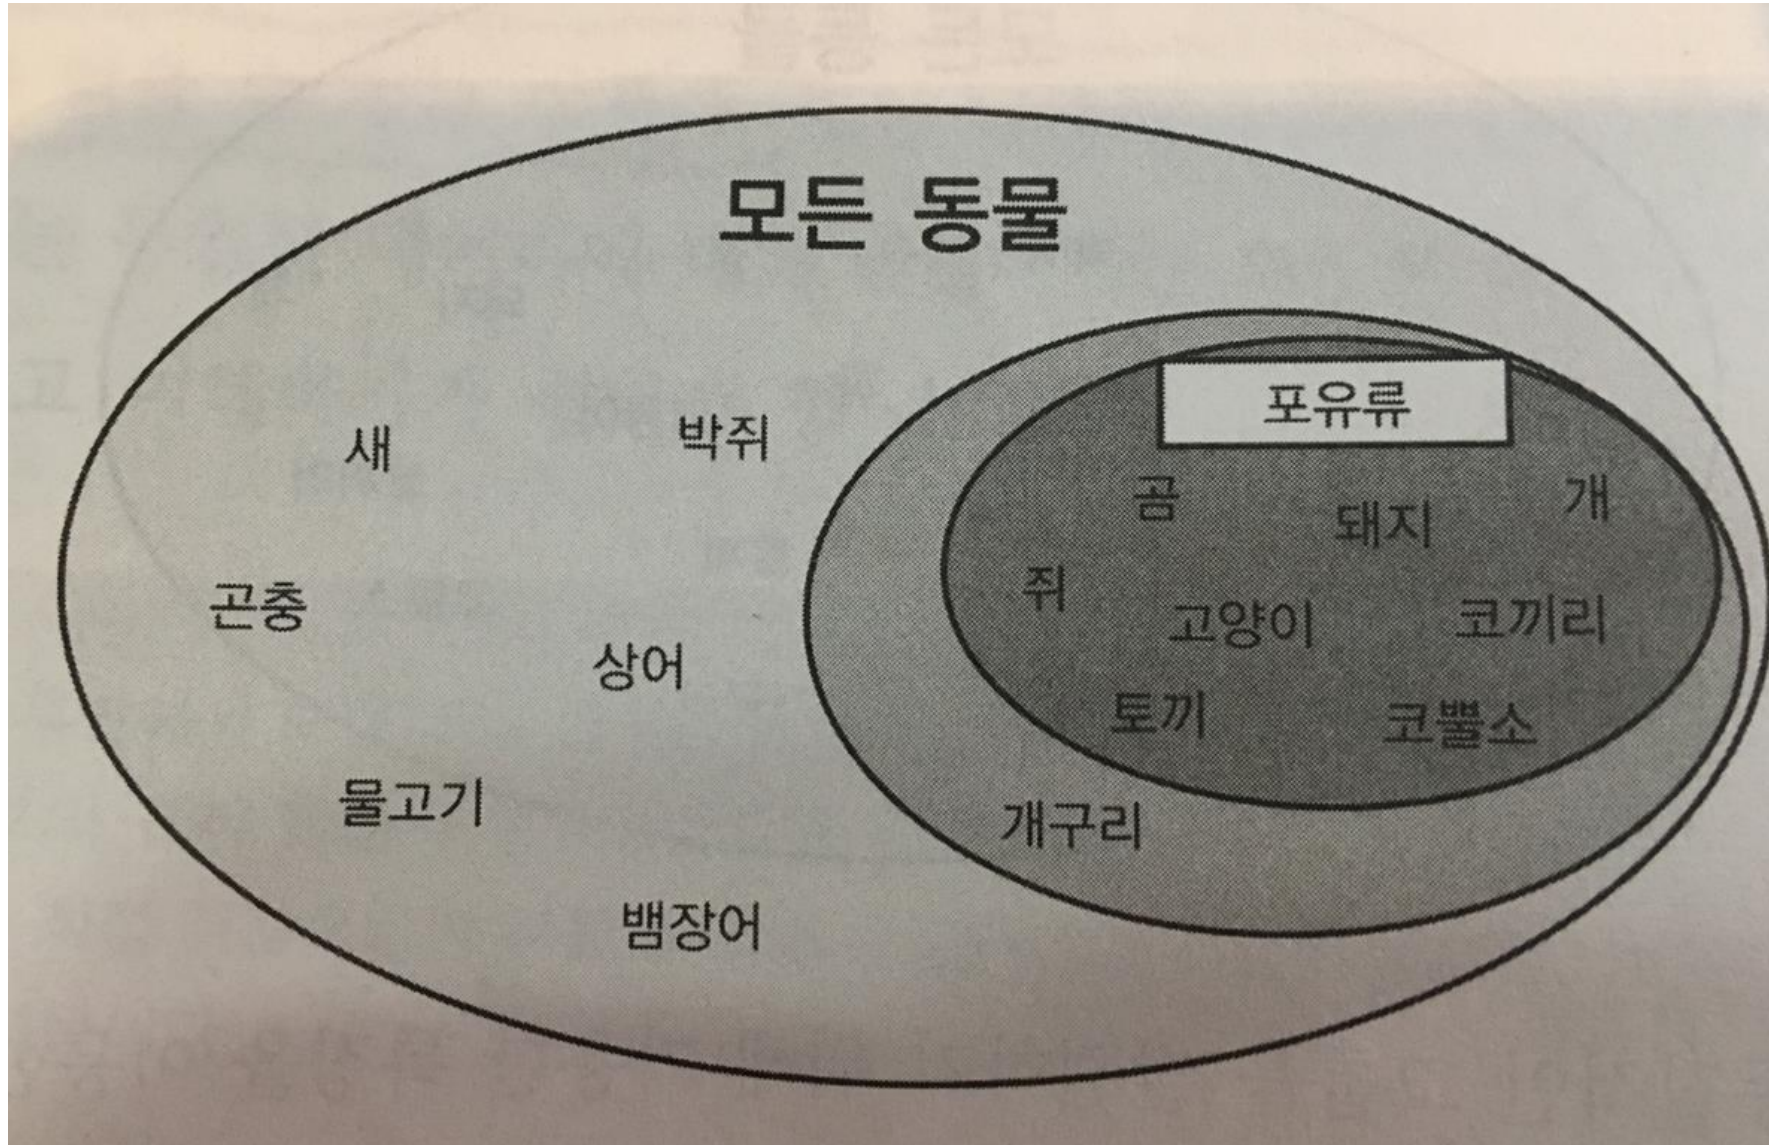 모든 동물
포유류
새
박쥐
곰
돼지
개
곤충
상어
쥐
고양이
코끼리
토끼
코뿔소
물고기
개구리
뱀장어